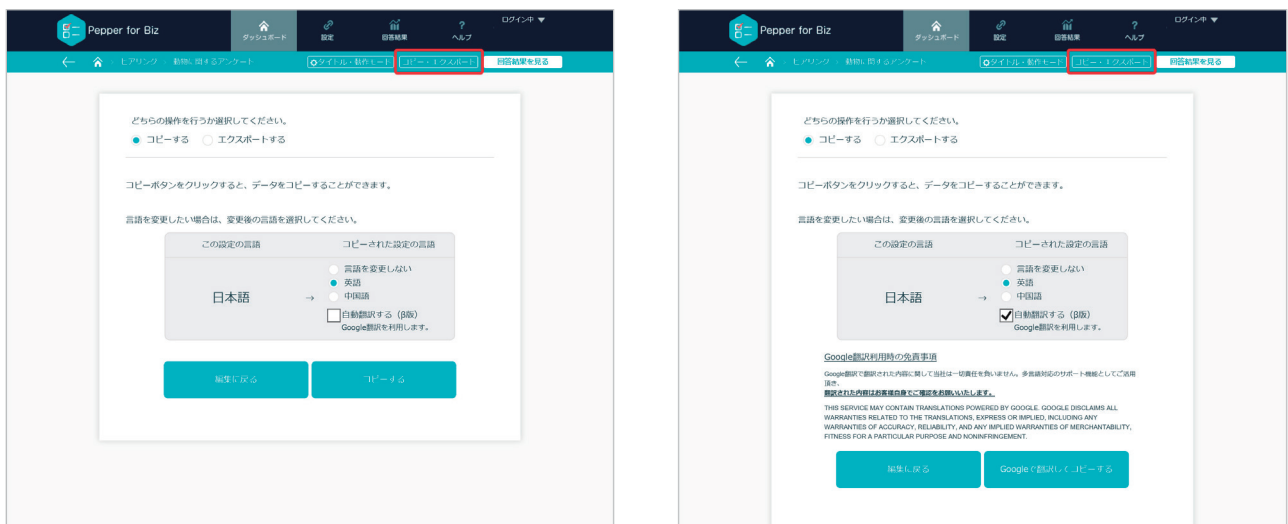 Pepper for Biz
ダッシュボード
設定
回答結果
?
ヘルプ
ログイン中 ▼
← ヒアリング 動物に関するアンケート タイトル・動作モード コピー・エクスポート 回答結果を見る
どちらの操作を行うか選択してください。
コピーする エクスポートする
コピーボタンをクリックすると、データをコピーすることができます。
言語を変更したい場合は、変更後の言語を選択してください。
この設定の言語 コピーされた設定の言語
言語を変更しない
英語
日本語 → 中国語
自動翻訳する（β版）
Google翻訳を利用します。
編集に戻る コピーする
Pepper for Biz
ダッシュボード
設定
回答結果
?
ヘルプ
ログイン中 ▼
← ヒアリング 動物に関するアンケート タイトル・動作モード コピー・エクスポート 回答結果を見る
どちらの操作を行うか選択してください。
コピーする エクスポートする
コピーボタンをクリックすると、データをコピーすることができます。
言語を変更したい場合は、変更後の言語を選択してください。
この設定の言語 コピーされた設定の言語
言語を変更しない
英語
日本語 → 中国語
自動翻訳する（β版）
Google翻訳を利用します。
Google翻訳利用時の免責事項
Google翻訳で翻訳された内容に関して当社は一切責任を負いません。多言語対応のサポート機能としてご活用
頂き、
翻訳された内容はお客様自身でご確認をお願いいたします。
THIS SERVICE MAY CONTAIN TRANSLATIONS POWERED BY GOOGLE. GOOGLE DISCLAIMS ALL
WARRANTIES RELATED TO THE TRANSLATIONS, EXPRESS OR IMPLIED, INCLUDING ANY
WARRANTIES OF ACCURACY, RELIABILITY, AND ANY IMPLIED WARRANTIES OF MERCHANTABILITY,
FITNESS FOR A PARTICULAR PURPOSE AND NONINFRINGEMENT.
編集に戻る Googleで翻訳してコピーする